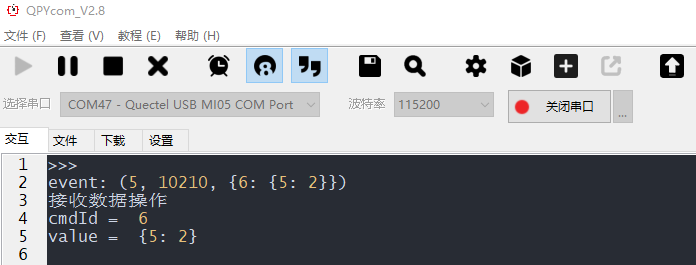 QPYcom_V2.8
文件 (F) 查看 (V) 教程 (E) 帮助 (H)
选择串口 COM47 - Quectel USB MI05 COM Port 波特率 115200 关闭串口 ...
交互 文件 下载 设置
1 >>>
2 event: (5, 10210, {6: {5: 2}})
3 接收数据操作
4 cmdId =  6
5 value =  {5: 2}
6